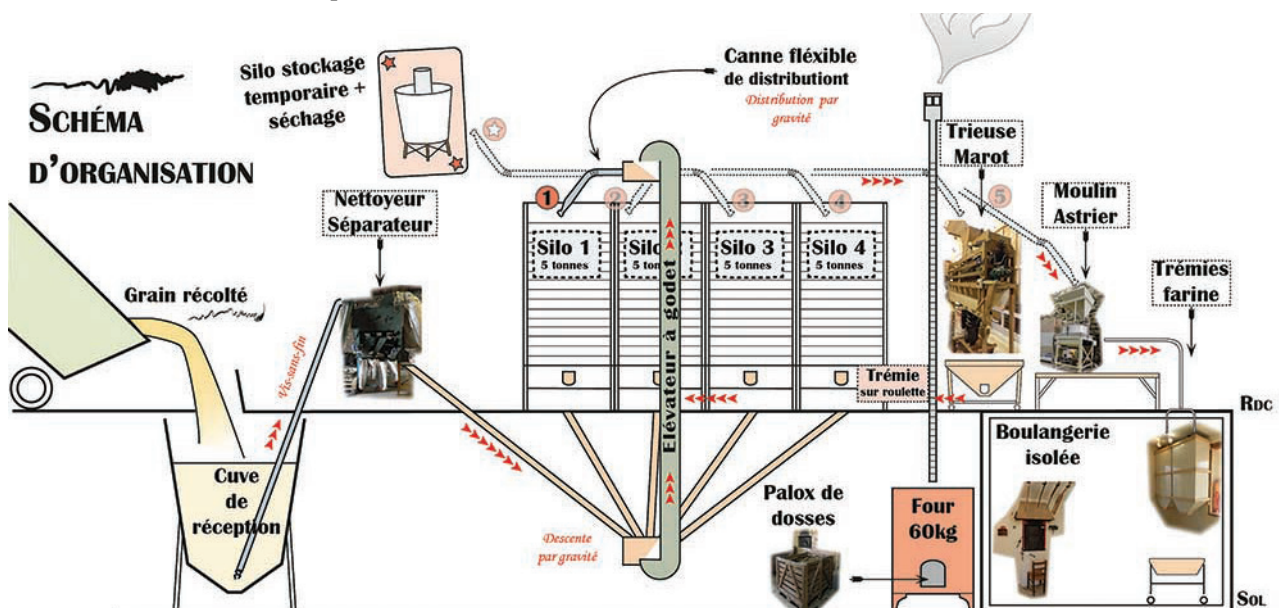 SCHÉMA
D'ORGANISATION
Silo stockage
temporaire +
séchage
Canne fléxible
de distributiont
Distribution par
gravité
Trieuse
Marot
Moulin
Astrier
Trémies
farine
Nettoyeur
Séparateur
Grain récolté
Vis-sans-fin
1
2
3
4
5
Silo 1
5 tonnes
Silo
5 ton
Silo 3
5 tonnes
Silo 4
5 tonnes
Elévateur à godet
Trémie
sur roulette
RDC
Cuve
de
réception
Descente
par gravité
Palox de
dosses
Four
60kg
Boulangerie
isolée
SOL